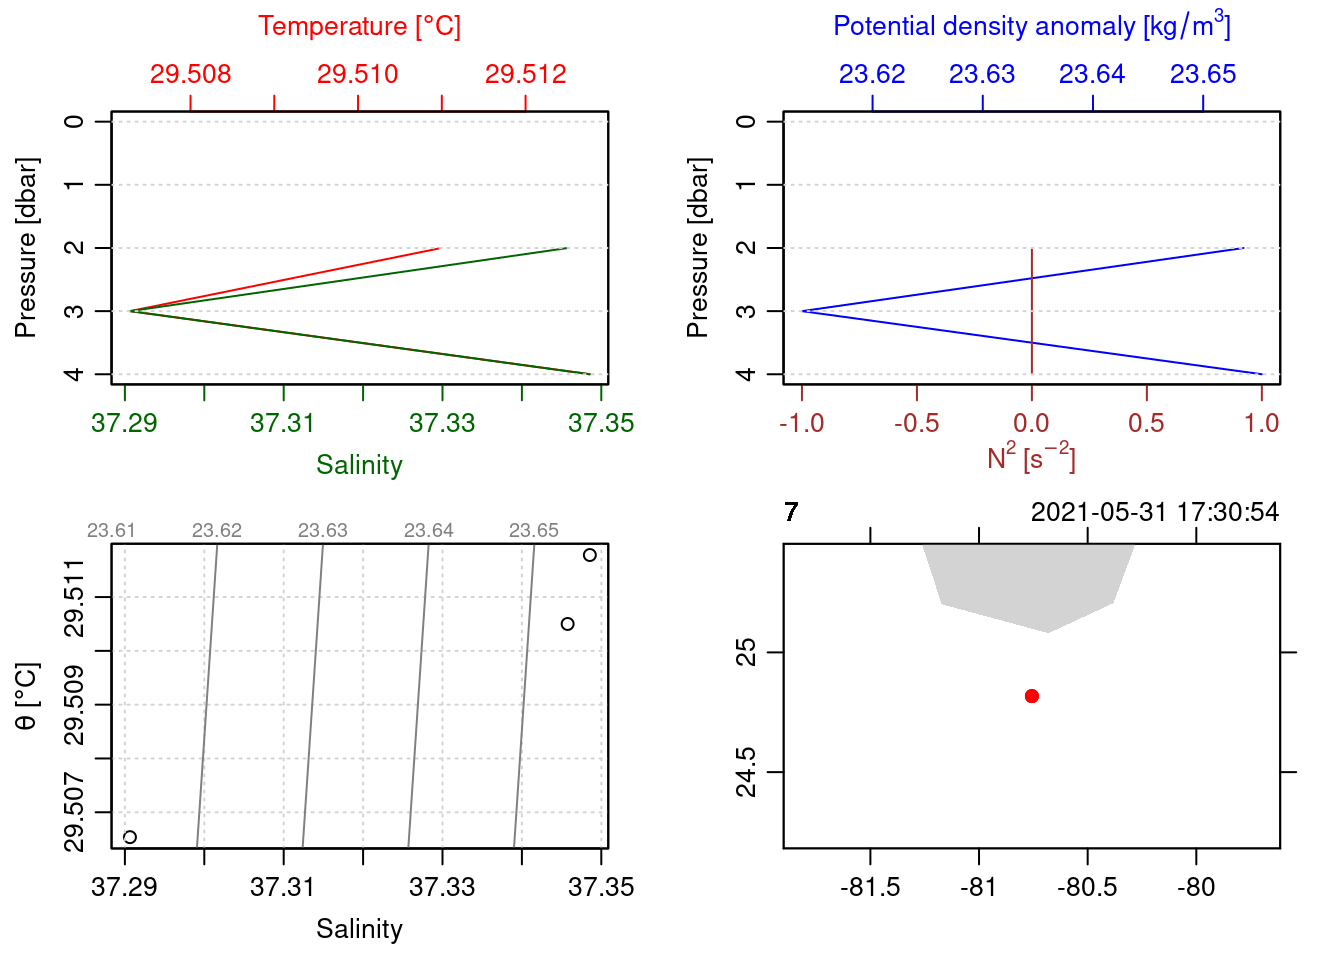 Temperature [°C]
29.508 29.510 29.512
0
1
2
3
4
Pressure [dbar]
37.29 37.31 37.33 37.35
Salinity
Potential density anomaly [kg/m³]
23.62 23.63 23.64 23.65
0
1
2
3
4
Pressure [dbar]
-1.0 -0.5 0.0 0.5 1.0
N² [s⁻²]
23.61 23.62 23.63 23.64 23.65
29.511
29.509
29.507
θ [°C]
37.29 37.31 37.33 37.35
Salinity
7 2021-05-31 17:30:54
25
24.5
-81.5 -81 -80.5 -80